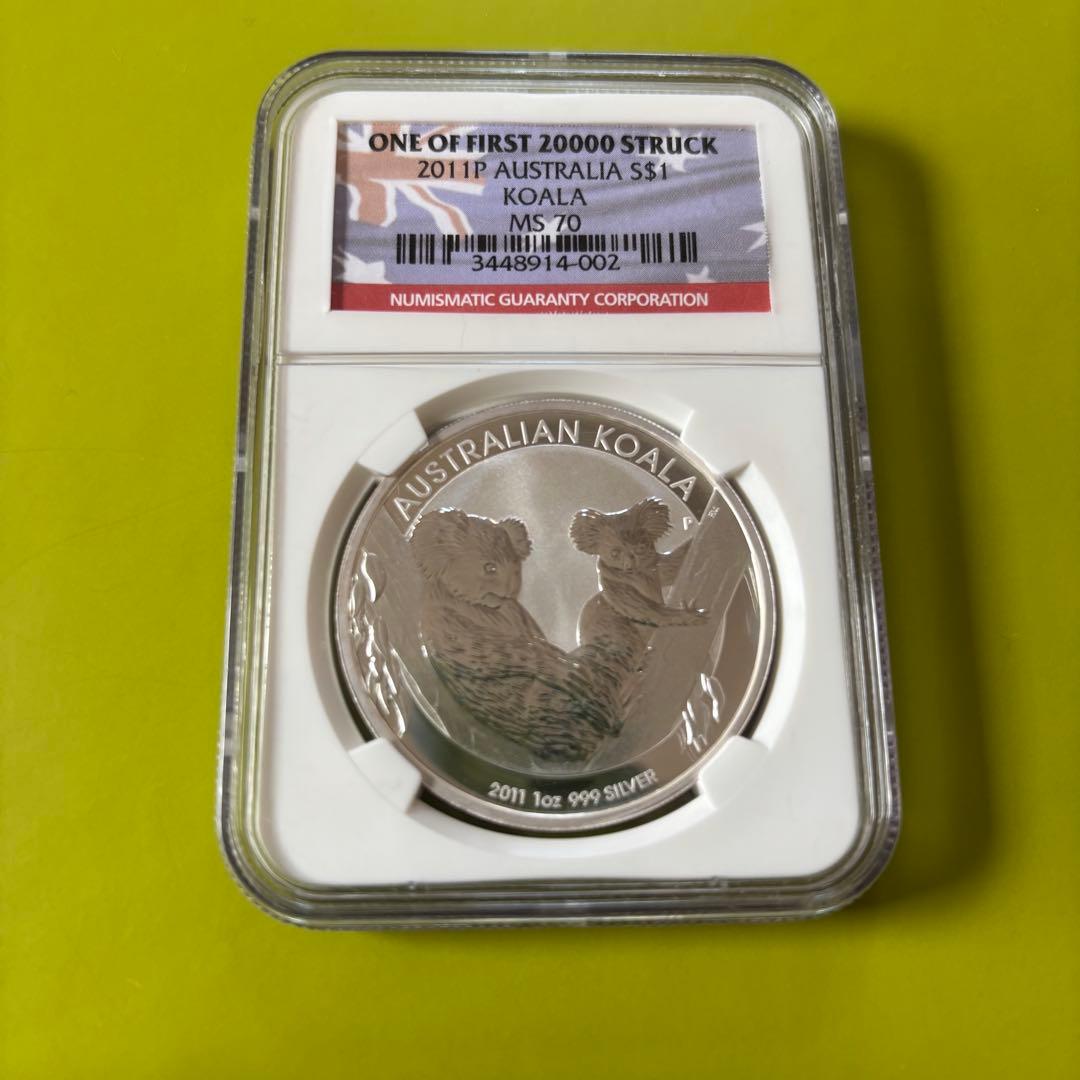 ONE OF FIRST 20000 STRUCK
2011P AUSTRALIA S$1
KOALA
MS 70
3448914-002
NUMISMATIC GUARANTY CORPORATION
AUSTRALIAN KOALA
P
2011 1oz 999 SILVER